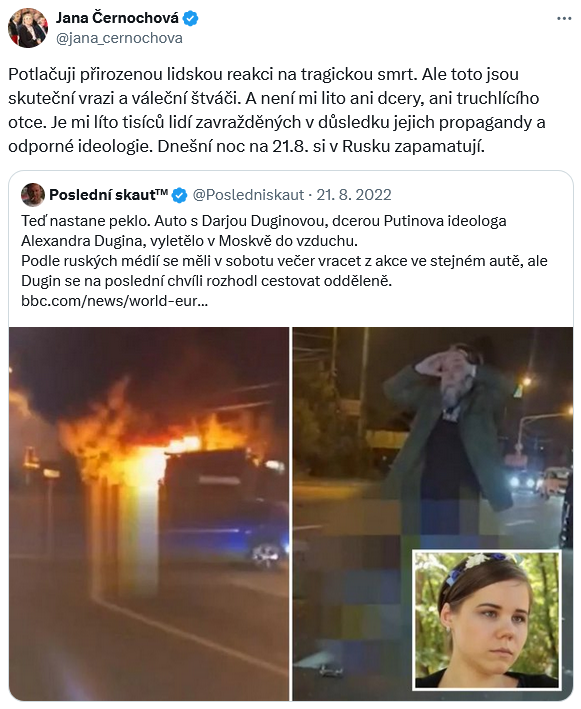 Jana Černochová
@jana_cernochova
Potlačuji přirozenou lidskou reakci na tragickou smrt. Ale toto jsou
skuteční vrazi a váleční štváči. A není mi lito ani dcery, ani truchlícího
otce. Je mi líto tisíců lidí zavražděných v důsledku jejich propagandy a
odporné ideologie. Dnešní noc na 21.8. si v Rusku zapamatují.
Poslední skaut™ @Posledniskaut · 21. 8. 2022
Teď nastane peklo. Auto s Darjou Duginovou, dcerou Putinova ideologa
Alexandra Dugina, vyletělo v Moskvě do vzduchu.
Podle ruských médií se měli v sobotu večer vracet z akce ve stejném autě, ale
Dugin se na poslední chvíli rozhodl cestovat odděleně.
bbc.com/news/world-eur...